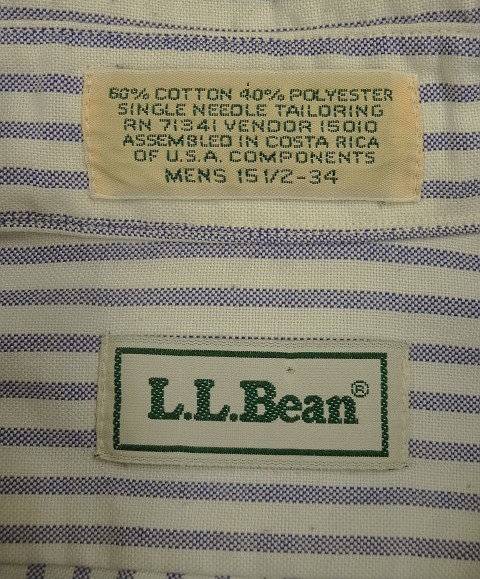 60% COTTON 40% POLYESTER
SINGLE NEEDLE TAILORING
RN 71341 VENDOR 15010
ASSEMBLED IN COSTA RICA
OF U.S.A. COMPONENTS
MENS 15 1/2-34
L.L.Bean®